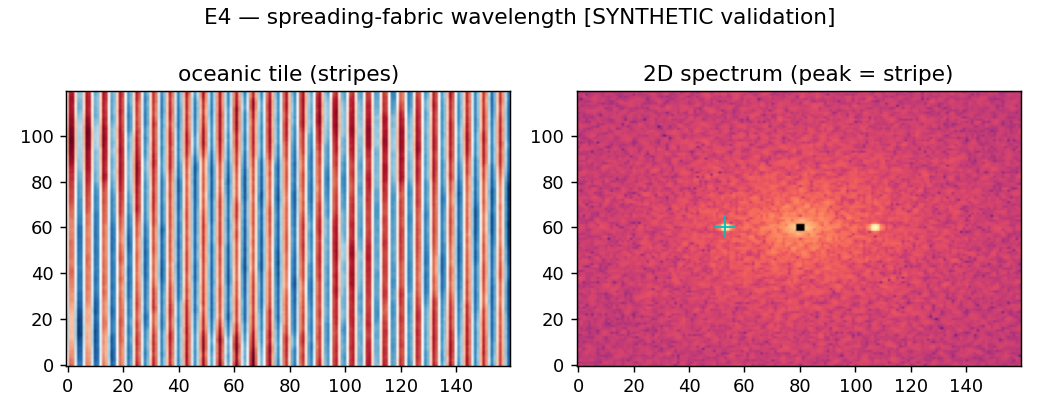 E4 — spreading-fabric wavelength [SYNTHETIC validation]
oceanic tile (stripes)
100
80
60
40
20
0
0 20 40 60 80 100 120 140
2D spectrum (peak = stripe)
100
80
60
40
20
0
0 20 40 60 80 100 120 140